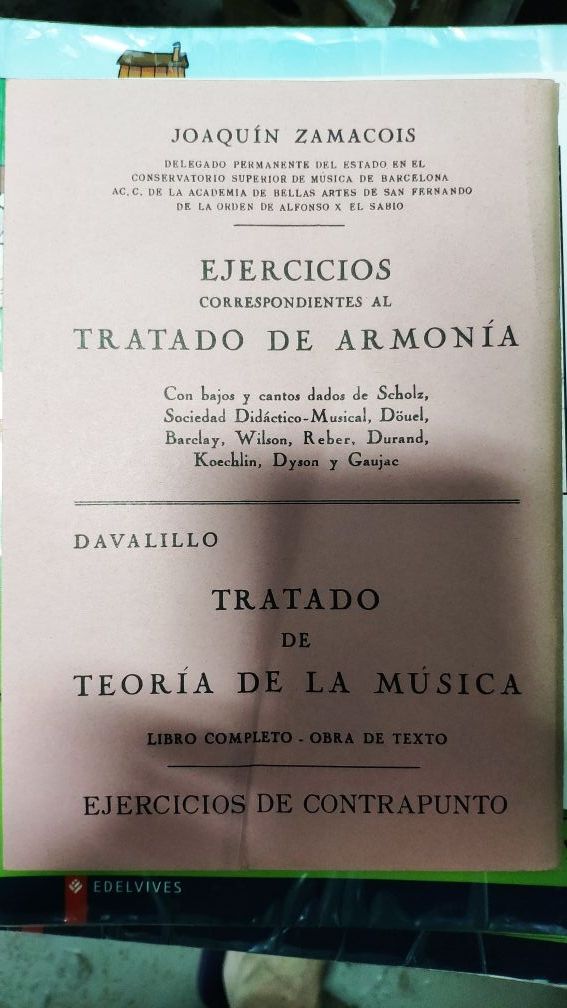 JOAQUÍN ZAMACOIS
DELEGADO PERMANENTE DEL ESTADO EN EL
CONSERVATORIO SUPERIOR DE MÚSICA DE BARCELONA
AC. C. DE LA ACADEMIA DE BELLAS ARTES DE SAN FERNANDO
DE LA ORDEN DE ALFONSO X EL SABIO
EJERCICIOS
CORRESPONDIENTES AL
TRATADO DE ARMONÍA
Con bajos y cantos dados de Scholz,
Sociedad Didáctico-Musical, Döuel,
Barclay, Wilson, Reber, Durand,
Koechlin, Dyson y Gaujac
DAVALILLO
TRATADO
DE
TEORÍA DE LA MÚSICA
LIBRO COMPLETO - OBRA DE TEXTO
EJERCICIOS DE CONTRAPUNTO
EDELVIVES